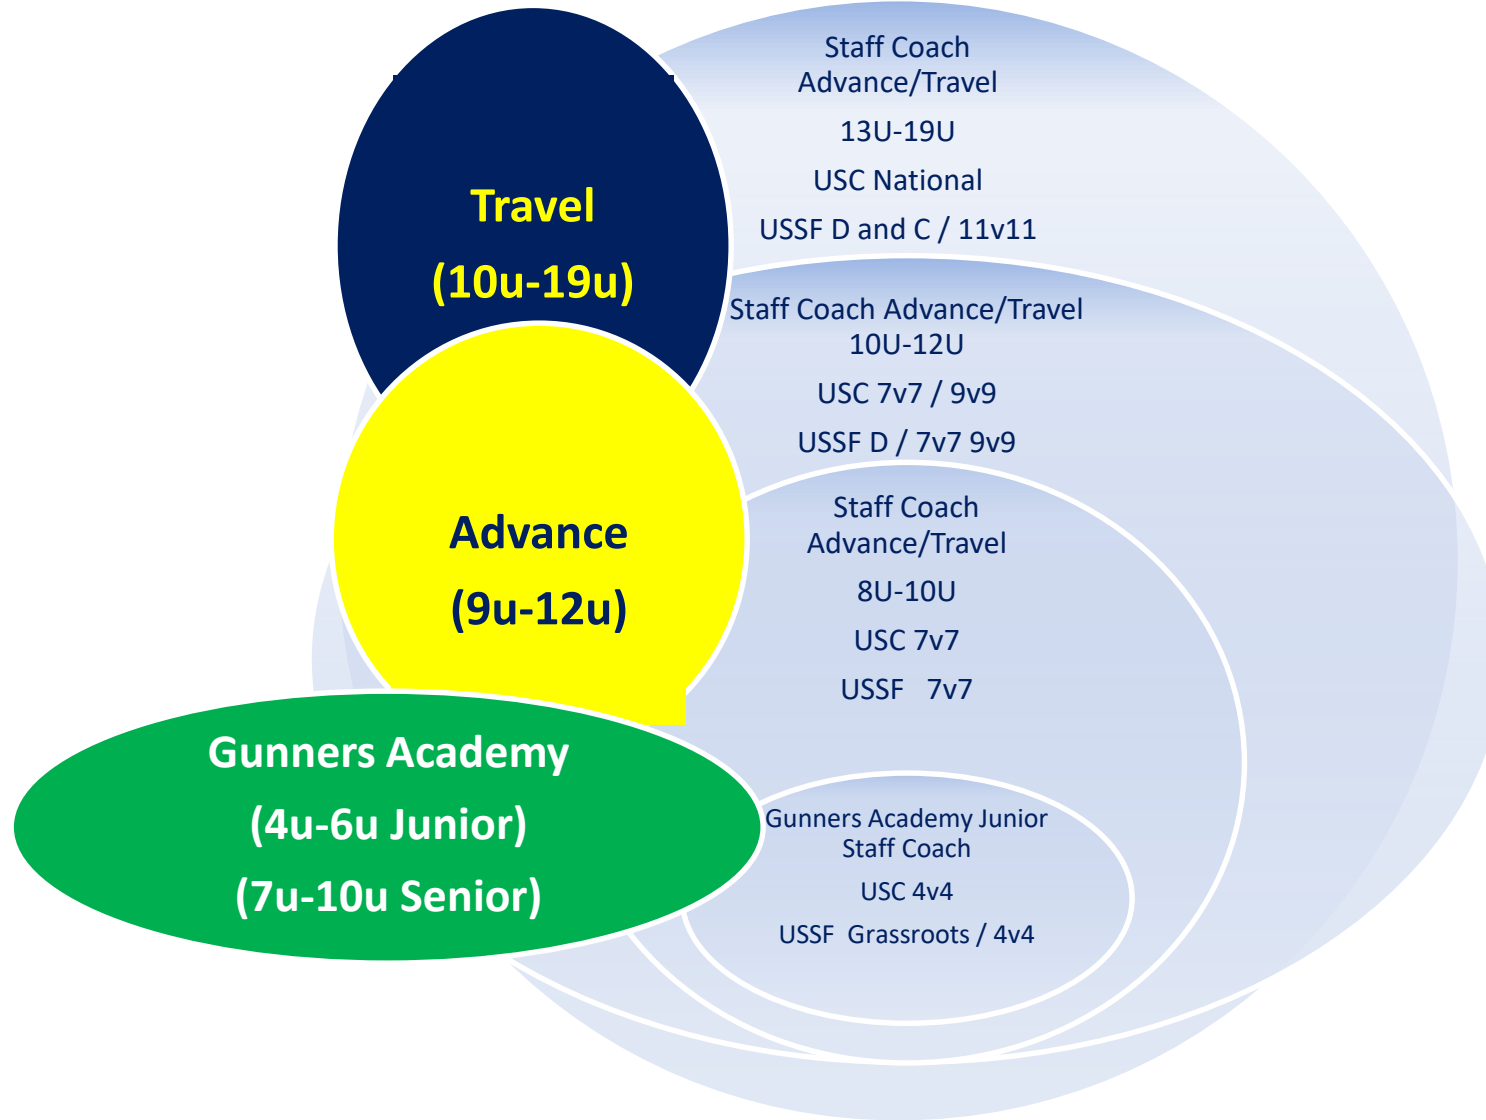 Travel
(10u-19u)
Advance
(9u-12u)
Gunners Academy
(4u-6u Junior)
(7u-10u Senior)
Staff Coach
Advance/Travel
13U-19U
USC National
USSF D and C / 11v11
Staff Coach Advance/Travel
10U-12U
USC 7v7 / 9v9
USSF D / 7v7 9v9
Staff Coach
Advance/Travel
8U-10U
USC 7v7
USSF   7v7
Gunners Academy Junior
Staff Coach
USC 4v4
USSF  Grassroots / 4v4